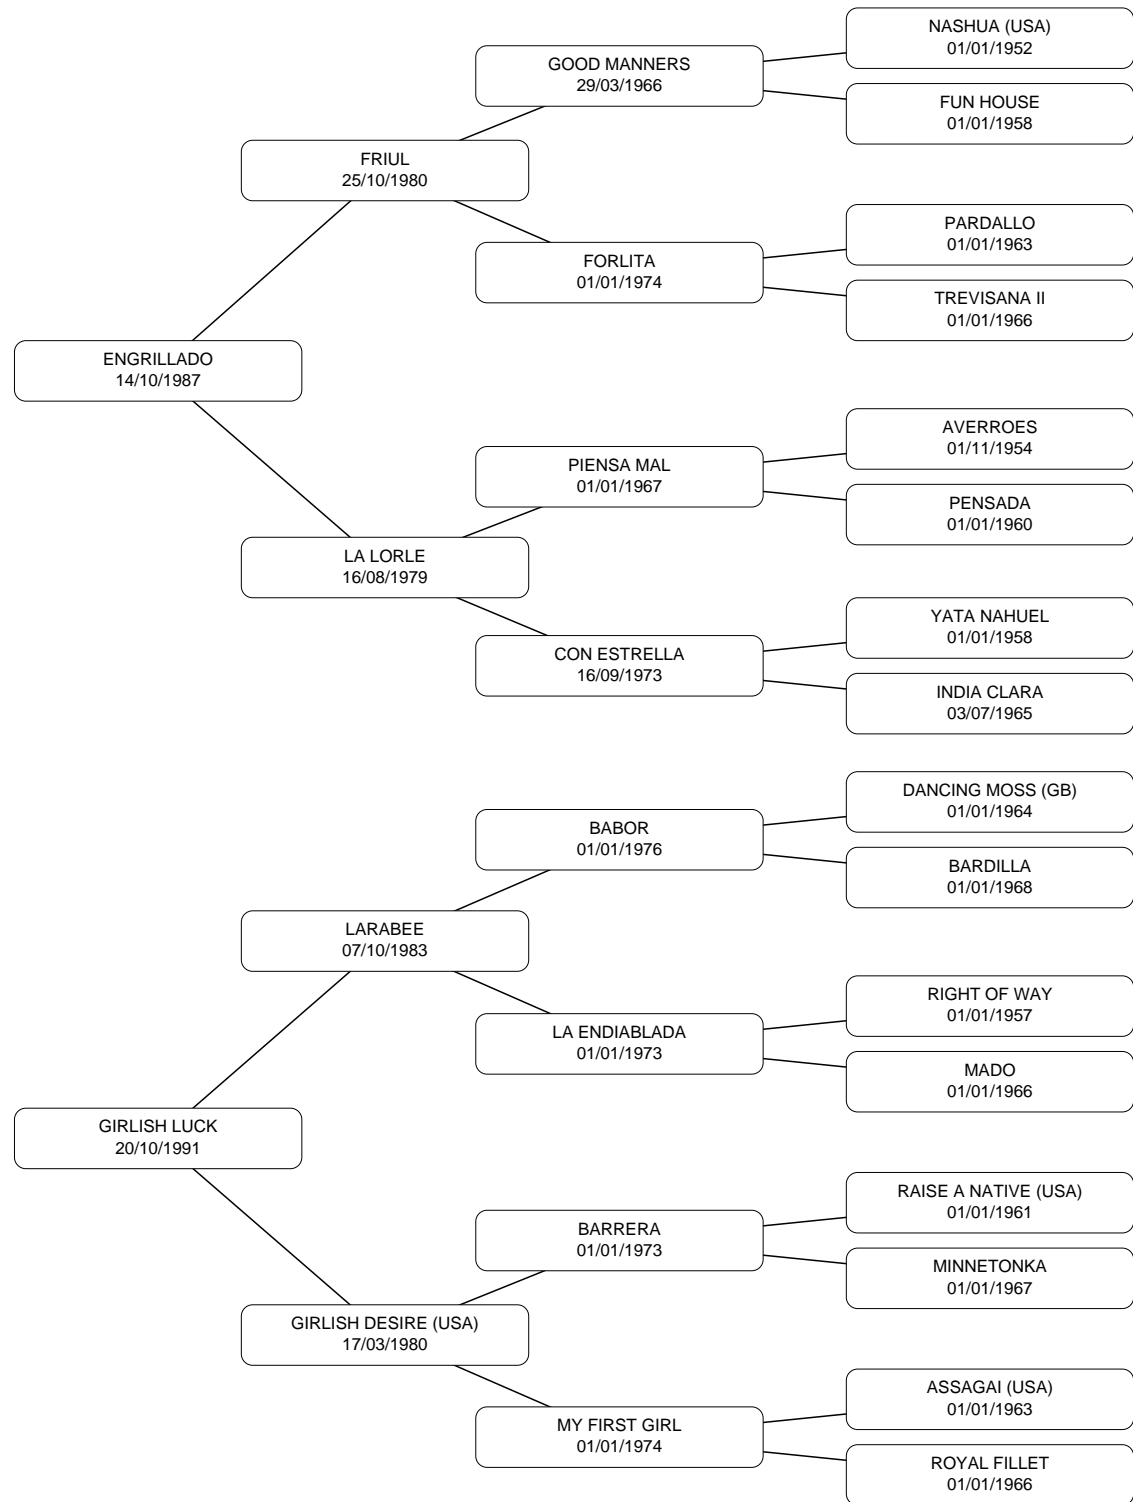 NASHUA (USA)
01/01/1952
GOOD MANNERS
29/03/1966
FUN HOUSE
01/01/1958
FRIUL
25/10/1980
PARDALLO
01/01/1963
FORLITA
01/01/1974
TREVISANA II
01/01/1966
ENGRILLADO
14/10/1987
AVERROES
01/11/1954
PIENSA MAL
01/01/1967
PENSADA
01/01/1960
LA LORLE
16/08/1979
YATA NAHUEL
01/01/1958
CON ESTRELLA
16/09/1973
INDIA CLARA
03/07/1965
DANCING MOSS (GB)
01/01/1964
BABOR
01/01/1976
BARDILLA
01/01/1968
LARABEE
07/10/1983
RIGHT OF WAY
01/01/1957
LA ENDIABLADA
01/01/1973
MADO
01/01/1966
GIRLISH LUCK
20/10/1991
RAISE A NATIVE (USA)
01/01/1961
BARRERA
01/01/1973
MINNETONKA
01/01/1967
GIRLISH DESIRE (USA)
17/03/1980
ASSAGAI (USA)
01/01/1963
MY FIRST GIRL
01/01/1974
ROYAL FILLET
01/01/1966